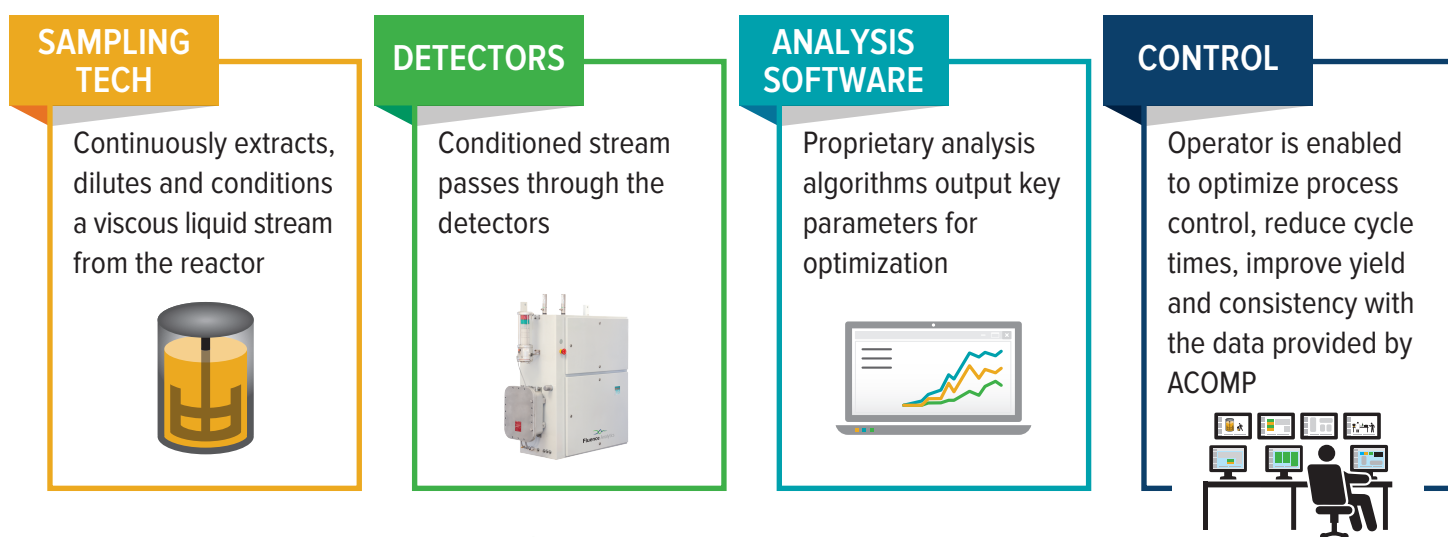 SAMPLING
TECH
Continuously extracts,
dilutes and conditions
a viscous liquid stream
from the reactor
DETECTORS
Conditioned stream
passes through the
detectors
Fluence
ANALYSIS
SOFTWARE
Proprietary analysis
algorithms output key
parameters for
optimization
CONTROL
Operator is enabled
to optimize process
control, reduce cycle
times, improve yield
and consistency with
the data provided by
ACOMP